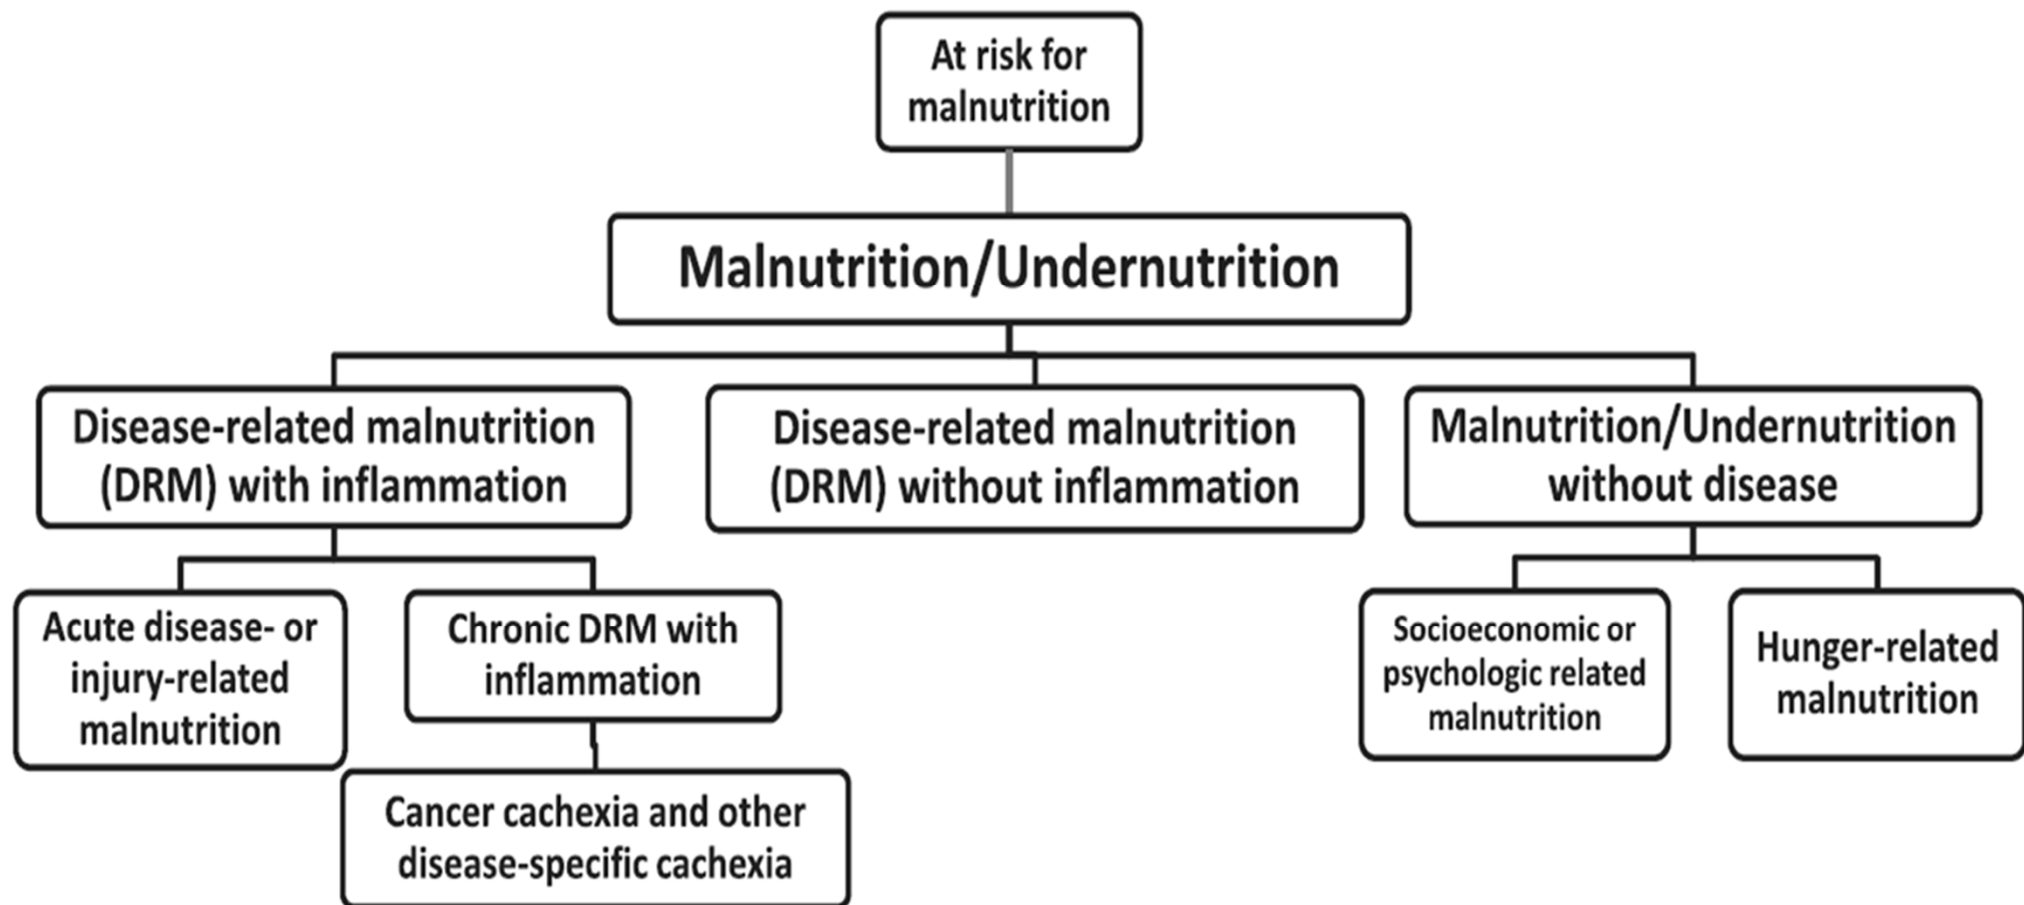 At risk for
malnutrition
Malnutrition/Undernutrition
Disease-related malnutrition
(DRM) with inflammation
Disease-related malnutrition
(DRM) without inflammation
Malnutrition/Undernutrition
without disease
Acute disease- or
injury-related
malnutrition
Chronic DRM with
inflammation
Socioeconomic or
psychologic related
malnutrition
Hunger-related
malnutrition
Cancer cachexia and other
disease-specific cachexia